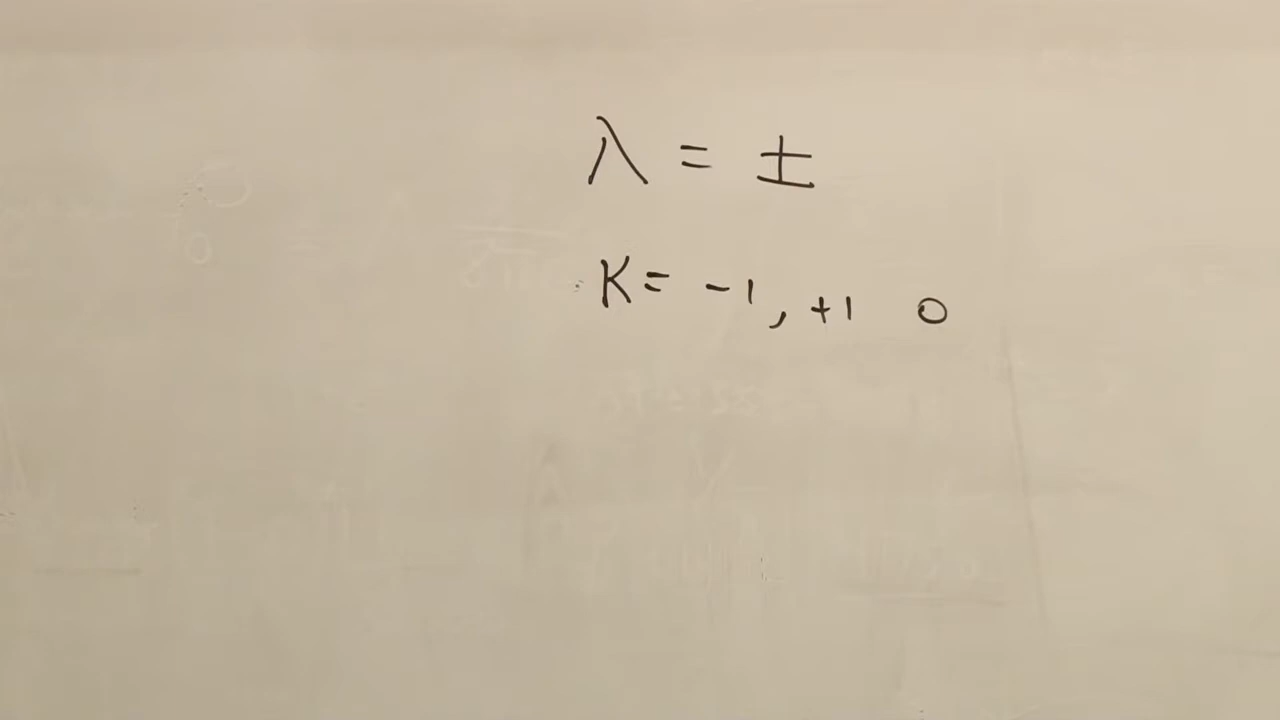 λ = ±
K = -1, +1 0